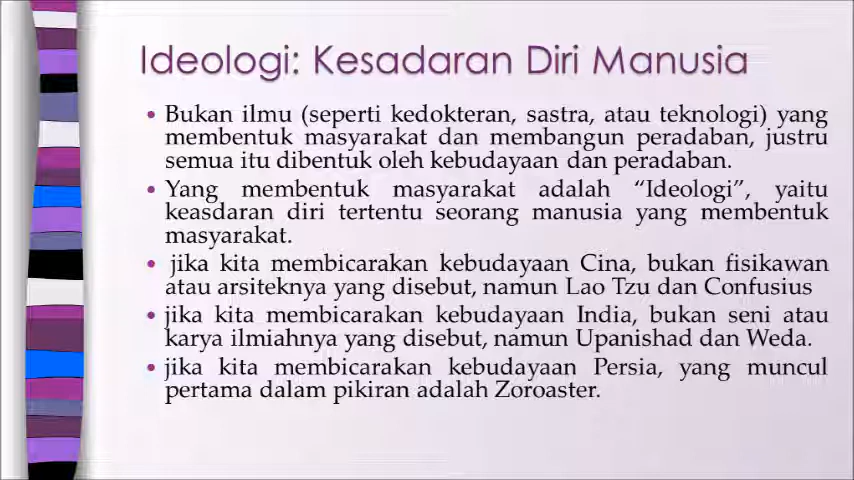 Ideologi: Kesadaran Diri Manusia
• Bukan ilmu (seperti kedokteran, sastra, atau teknologi) yang
membentuk masyarakat dan membangun peradaban, justru
semua itu dibentuk oleh kebudayaan dan peradaban.
• Yang membentuk masyarakat adalah “Ideologi”, yaitu
keasdaran diri tertentu seorang manusia yang membentuk
masyarakat.
• jika kita membicarakan kebudayaan Cina, bukan fisikawan
atau arsiteknya yang disebut, namun Lao Tzu dan Confusius
• jika kita membicarakan kebudayaan India, bukan seni atau
karya ilmiahnya yang disebut, namun Upanishad dan Weda.
• jika kita membicarakan kebudayaan Persia, yang muncul
pertama dalam pikiran adalah Zoroaster.